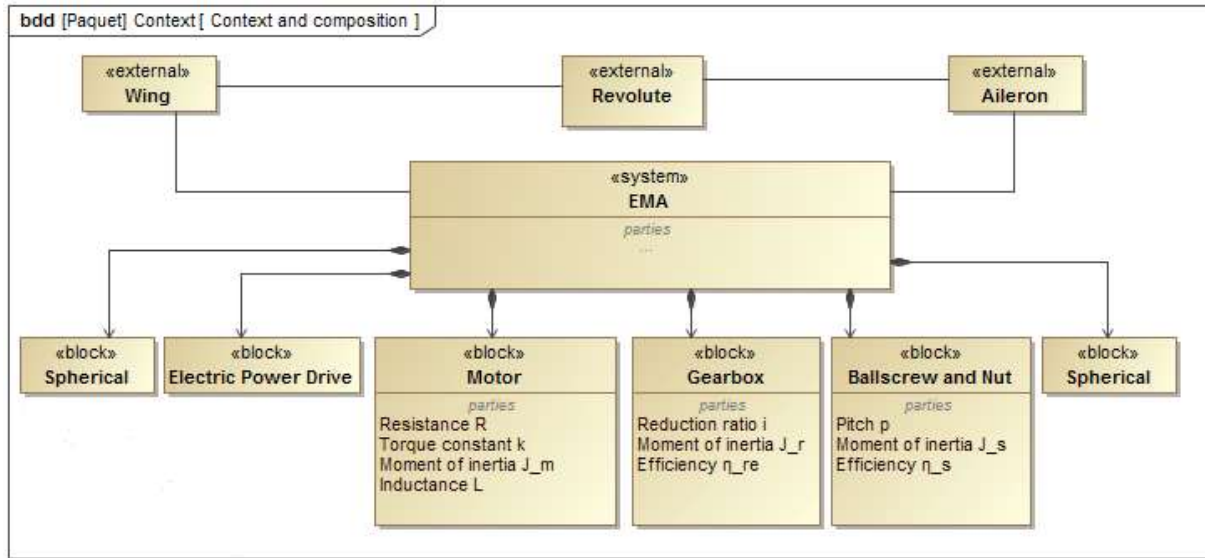 bdd [Paquet] Context [ Context and composition ]
«external»
Wing
«external»
Revolute
«external»
Aileron
«system»
EMA
parties
...
«block»
Spherical
«block»
Electric Power Drive
«block»
Motor
parties
Resistance R
Torque constant k
Moment of inertia J_m
Inductance L
«block»
Gearbox
parties
Reduction ratio i
Moment of inertia J_r
Efficiency η_re
«block»
Ballscrew and Nut
parties
Pitch p
Moment of inertia J_s
Efficiency η_s
«block»
Spherical